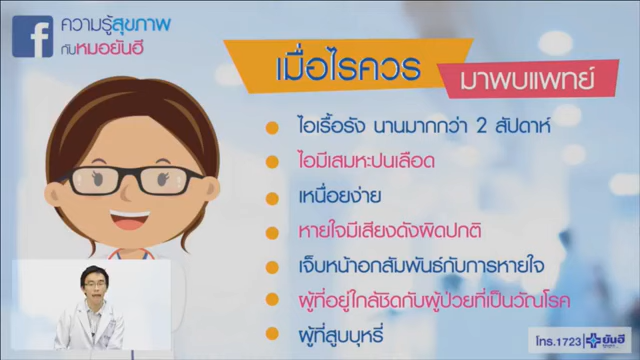 f ความรู้สุขภาพ
กับหมอยันฮี
เมื่อไรควร
มาพบแพทย์
ไอเรื้อรัง นานมากกว่า 2 สัปดาห์
ไอมีเสมหะปนเลือด
เหนื่อยง่าย
หายใจมีเสียงดังผิดปกติ
เจ็บหน้าอกสัมพันธ์กับการหายใจ
ผู้ที่อยู่ใกล้ชิดกับผู้ป่วยที่เป็นวัณโรค
ผู้ที่สูบบุหรี่
โทร.1723 ยันฮี